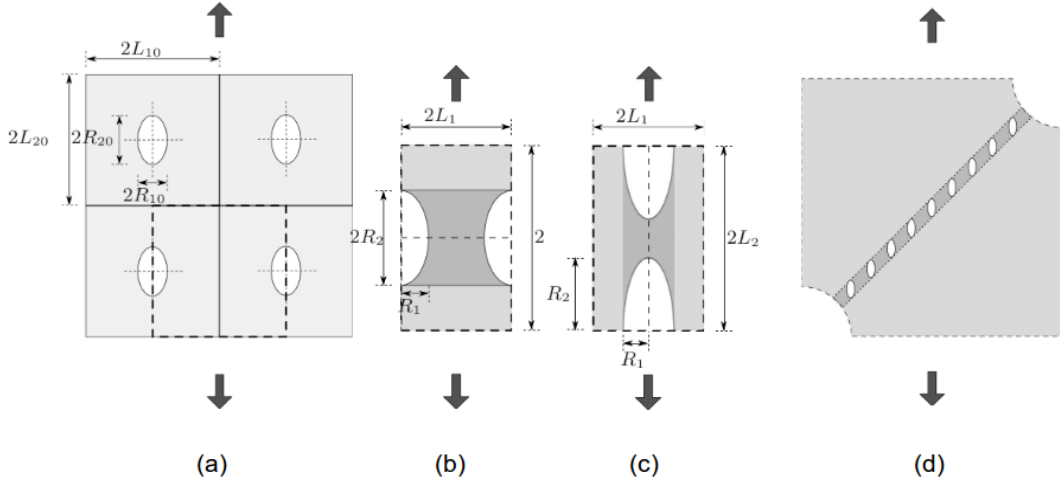 2L₁₀
2L₂₀
2R₂₀
2R₁₀
2L₁
2R₂
2
R₁
2L₁
2L₂
R₂
R₁
(a)
(b)
(c)
(d)